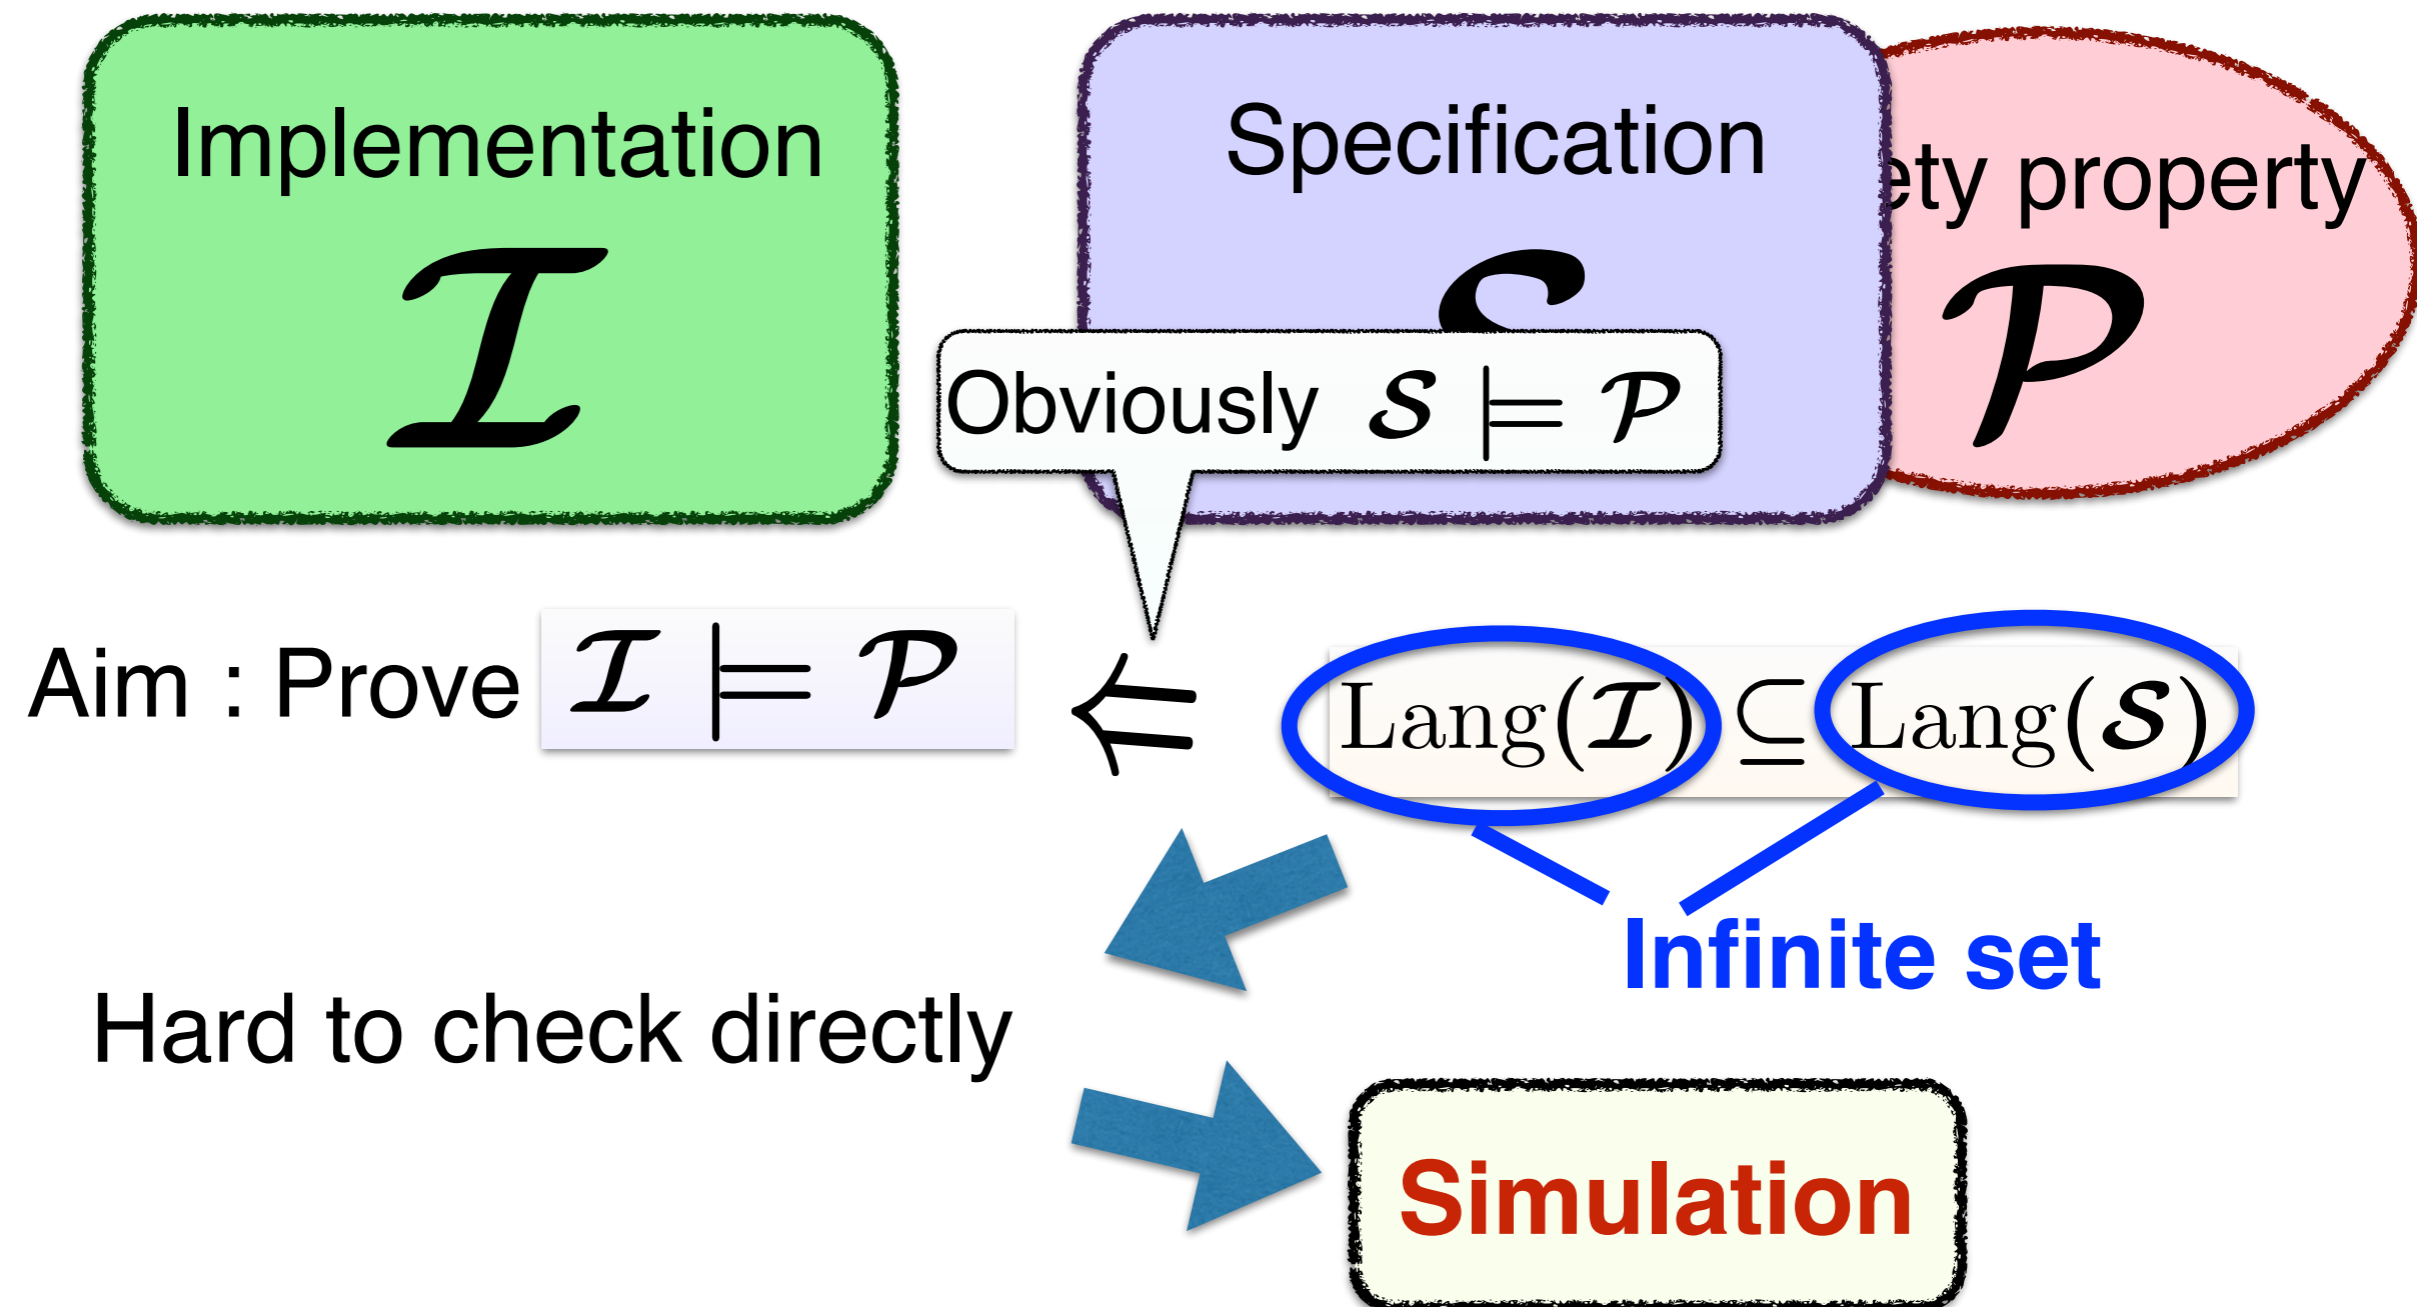 Implementation
Specification
ety property
𝓘
𝓢
𝓟
Obviously 𝓢 ⊨ 𝓟
Aim : Prove 𝓘 ⊨ 𝓟 ⇐ Lang(𝓘) ⊆ Lang(𝓢)
Infinite set
Hard to check directly
Simulation